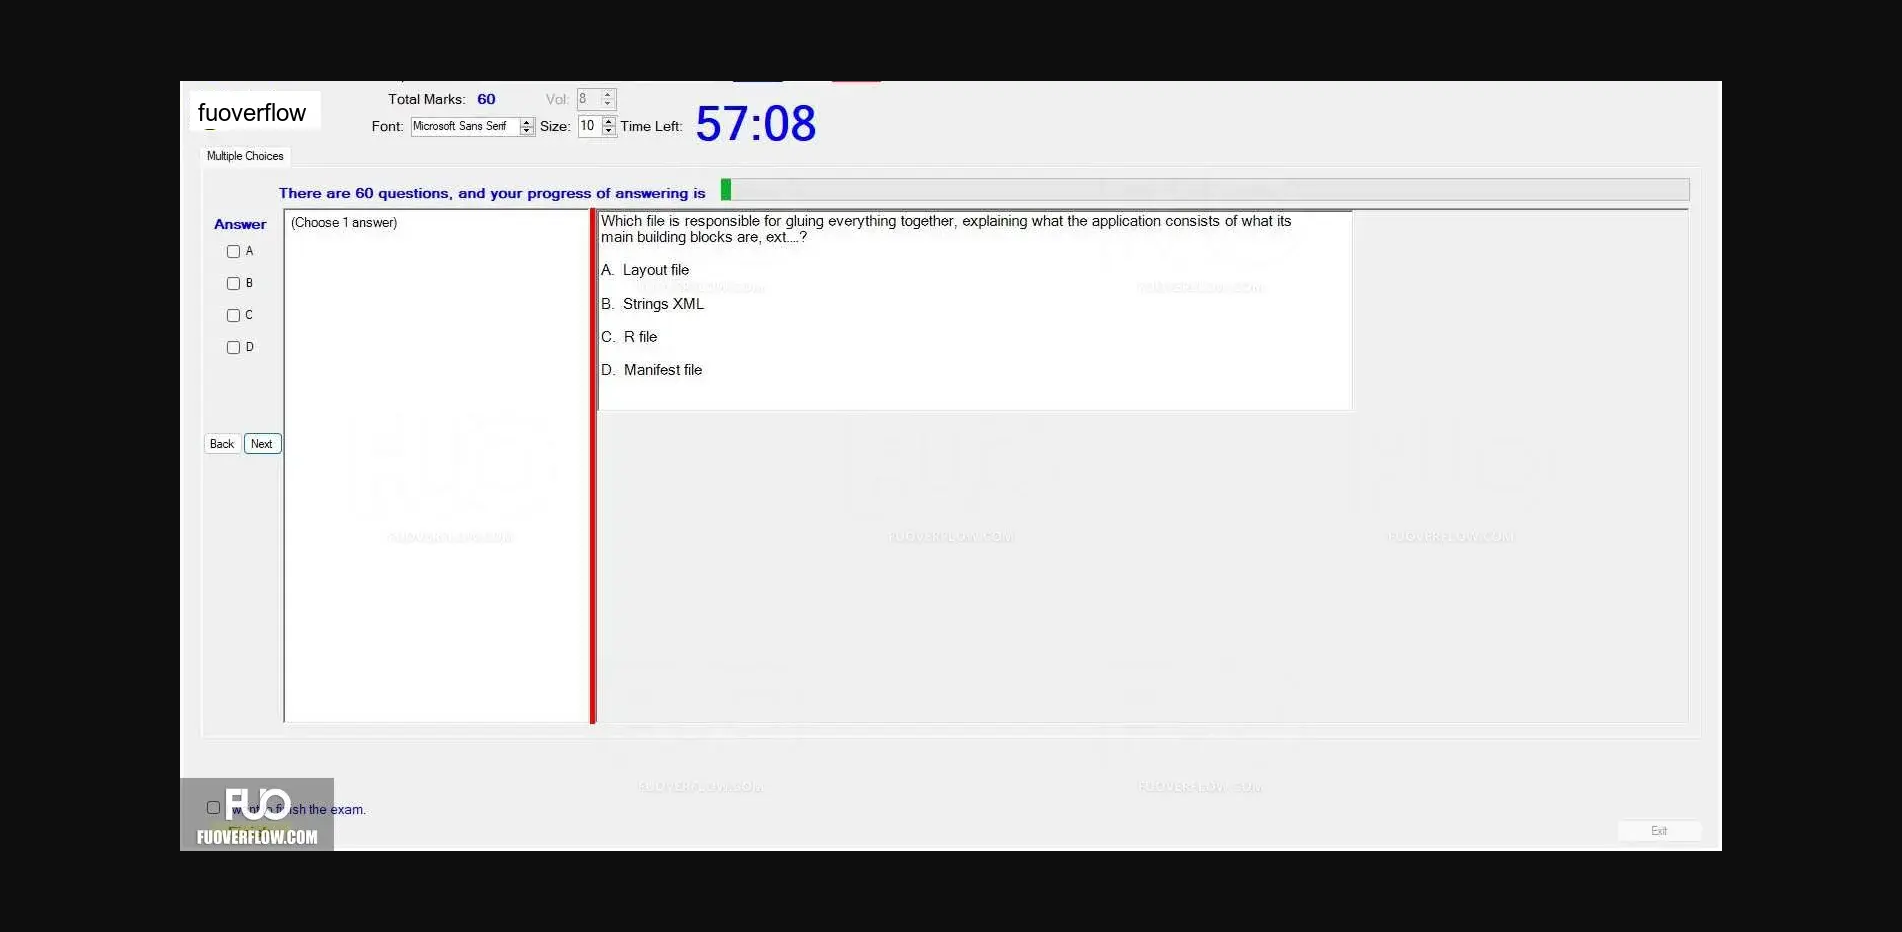 fuoverflow
Total Marks: 60 Vol: 8
Font: Microsoft Sans Serif Size: 10 Time Left: 57:08
Multiple Choices
There are 60 questions, and your progress of answering is
Answer
(Choose 1 answer)
A
B
C
D
Back Next
Which file is responsible for gluing everything together, explaining what the application consists of what its
main building blocks are, ext....?
A. Layout file
B. Strings XML
C. R file
D. Manifest file
FUOVERFLOW.COM FUOVERFLOW.COM
FUO
FUOVERFLOW.COM FUOVERFLOW.COM FUOVERFLOW.COM
FUOVERFLOW.COM FUOVERFLOW.COM
FUO
want finish the exam.
FUOVERFLOW.COM
Exit